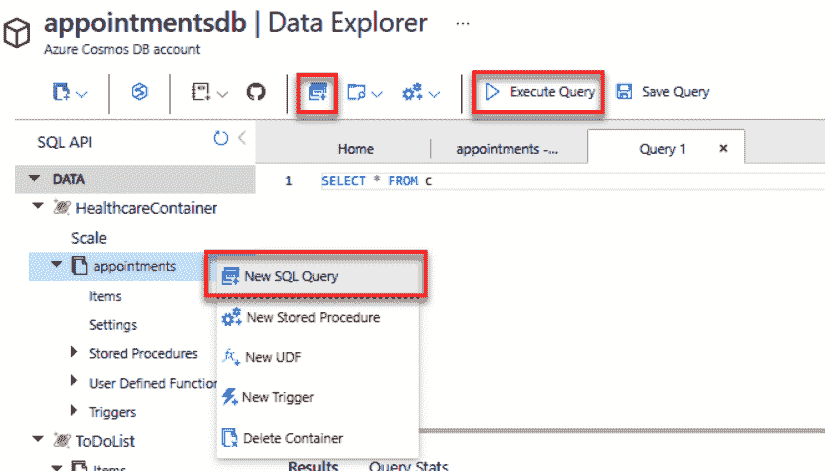 appointmentsdb | Data Explorer ...
Azure Cosmos DB account
Execute Query Save Query
SQL API
Home appointments -... Query 1
DATA
1 SELECT * FROM c
HealthcareContainer
Scale
appointments
New SQL Query
Items
New Stored Procedure
Settings
Stored Procedures
New UDF
User Defined Function
New Trigger
Triggers
Delete Container
ToDoList
Items
Results Query Stats